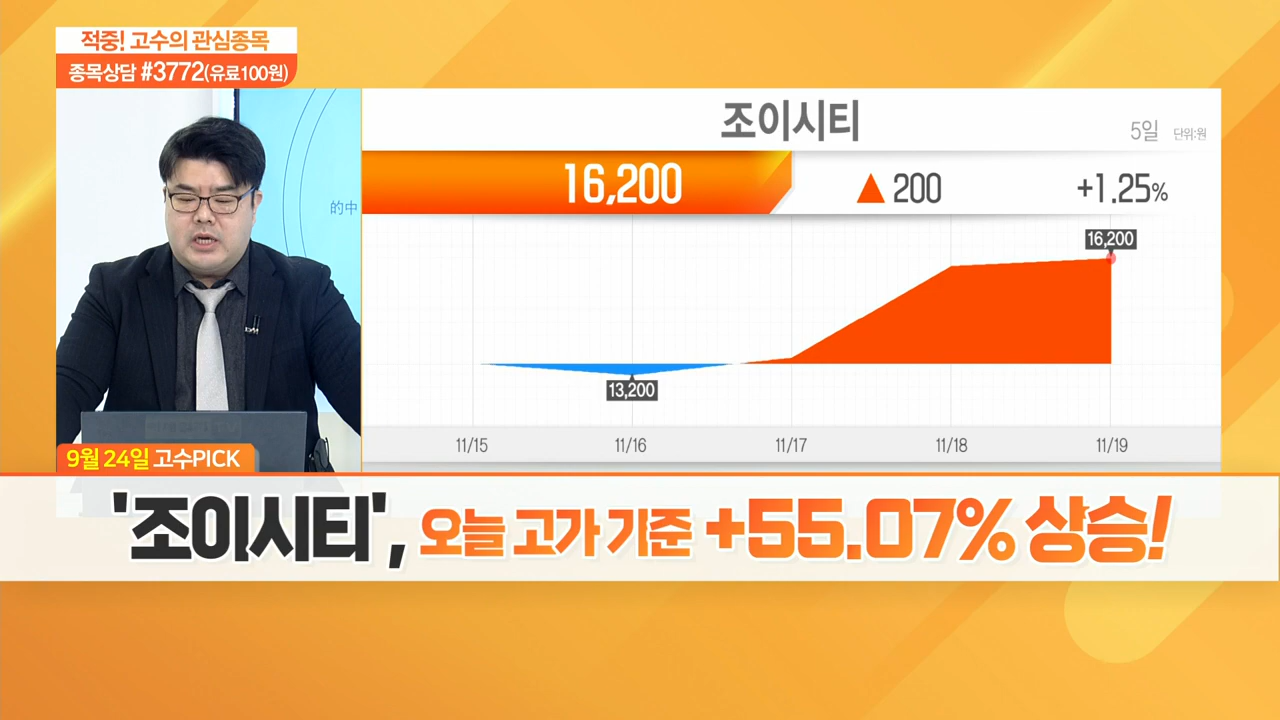 적중! 고수의 관심종목
종목상담 #3772(유료100원)
的中
조이시티
5일 단위:원
16,200 ▲200 +1.25%
16,200
13,200
11/15 11/16 11/17 11/18 11/19
9월 24일 고수PICK
'조이시티', 오늘 고가 기준 +55.07% 상승!